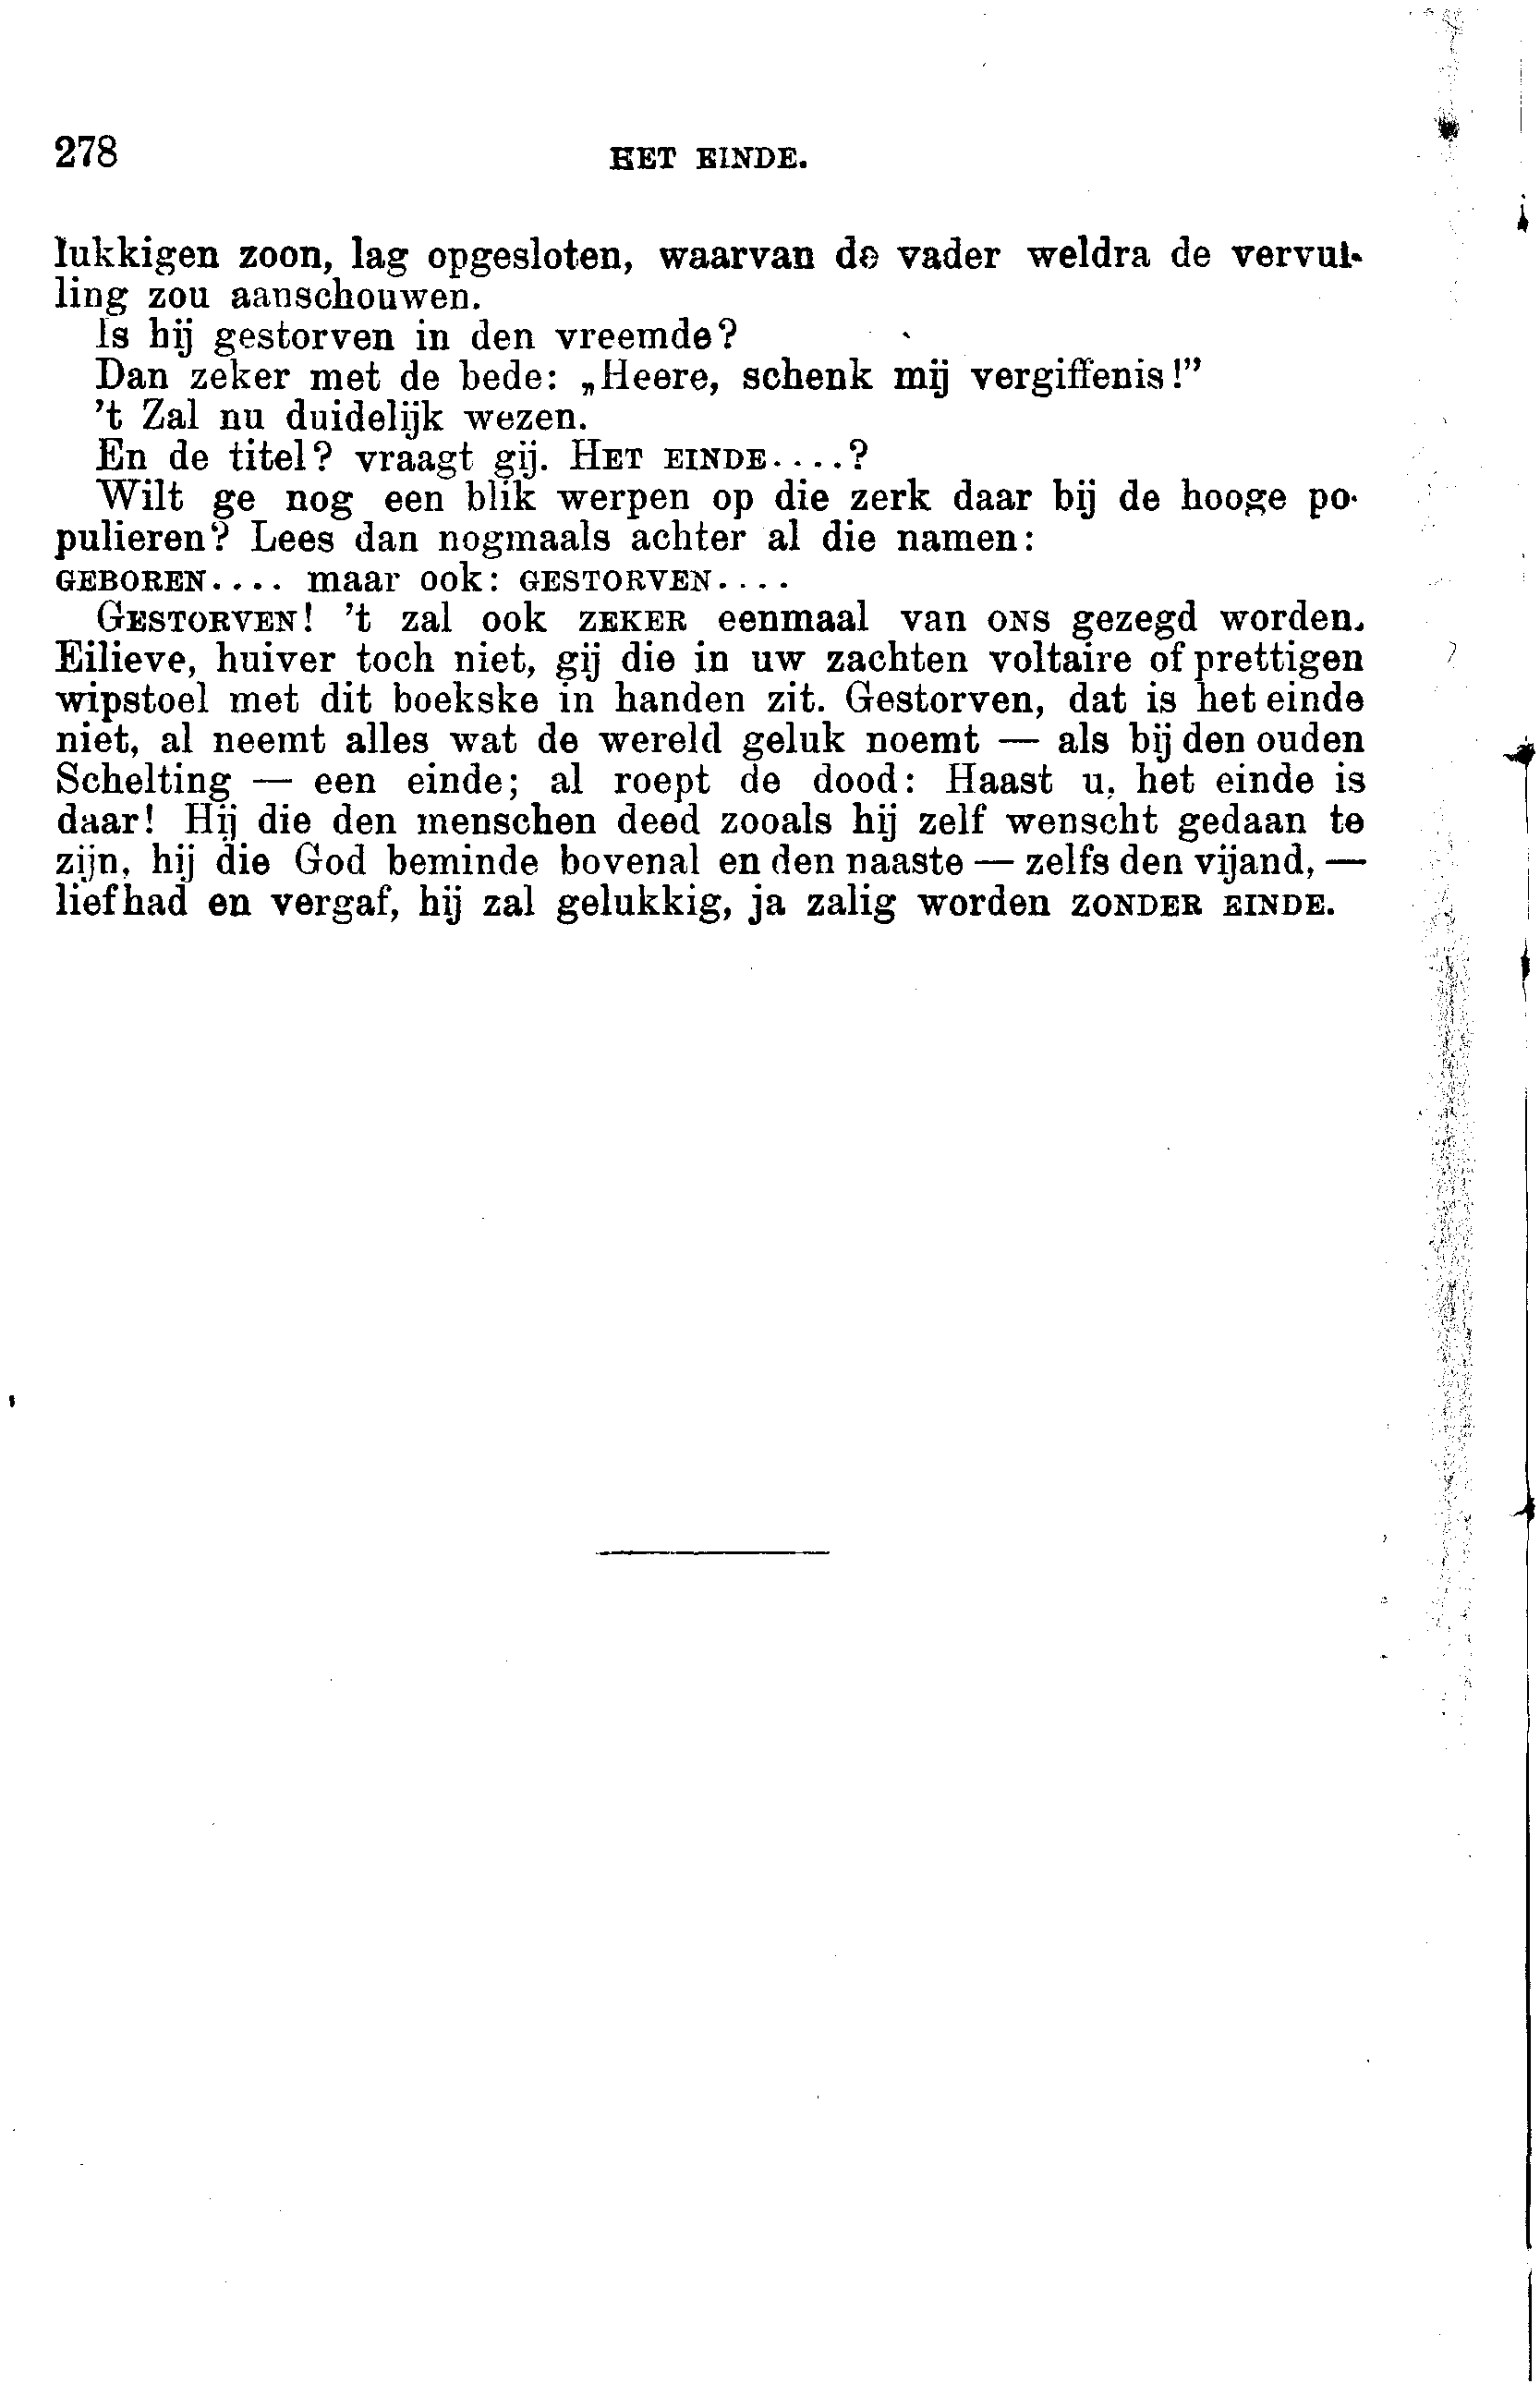 278 HET EINDE.
lukkigen zoon, lag opgesloten, waarvan de vader weldra de vervul-
ling zou aanschouwen.
Is hij gestorven in den vreemde?
Dan zeker met de bede: „Heere, schenk mij vergiffenis!”
't Zal nu duidelijk wezen.
En de titel? vraagt gij. HET EINDE....?
Wilt ge nog een blik werpen op die zerk daar bij de hooge po-
pulieren? Lees dan nogmaals achter al die namen:
GEBOREN.... maar ook: GESTORVEN....
GESTORVEN! 't zal ook ZEKER eenmaal van ONS gezegd worden.
Eilieve, huiver toch niet, gij die in uw zachten voltaire of prettigen
wipstoel met dit boekske in handen zit. Gestorven, dat is het einde
niet, al neemt alles wat de wereld geluk noemt — als bij den ouden
Schelting — een einde; al roept de dood: Haast u, het einde is
daar! Hij die den menschen deed zooals hij zelf wenscht gedaan te
zijn, hij die God beminde bovenal en den naaste — zelfs den vijand, —
liefhad en vergaf, hij zal gelukkig, ja zalig worden ZONDER EINDE.